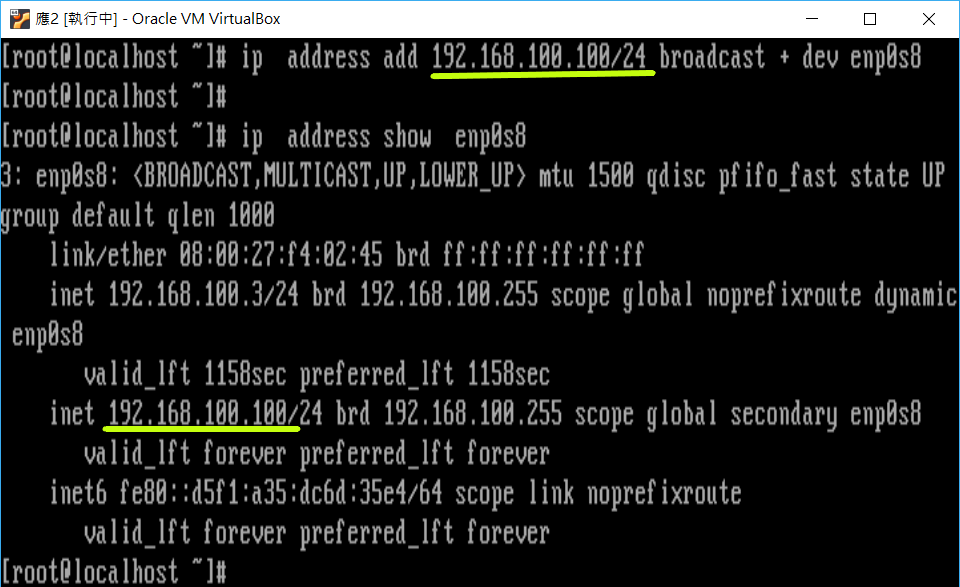 應2 [執行中] - Oracle VM VirtualBox
[root@localhost ~]# ip  address add 192.168.100.100/24 broadcast + dev enp0s8
[root@localhost ~]#
[root@localhost ~]# ip  address show  enp0s8
3: enp0s8: <BROADCAST,MULTICAST,UP,LOWER_UP> mtu 1500 qdisc pfifo_fast state UP
group default qlen 1000
    link/ether 08:00:27:f4:02:45 brd ff:ff:ff:ff:ff:ff
    inet 192.168.100.3/24 brd 192.168.100.255 scope global noprefixroute dynamic
 enp0s8
       valid_lft 1158sec preferred_lft 1158sec
    inet 192.168.100.100/24 brd 192.168.100.255 scope global secondary enp0s8
       valid_lft forever preferred_lft forever
    inet6 fe80::d5f1:a35:dc6d:35e4/64 scope link noprefixroute
       valid_lft forever preferred_lft forever
[root@localhost ~]#